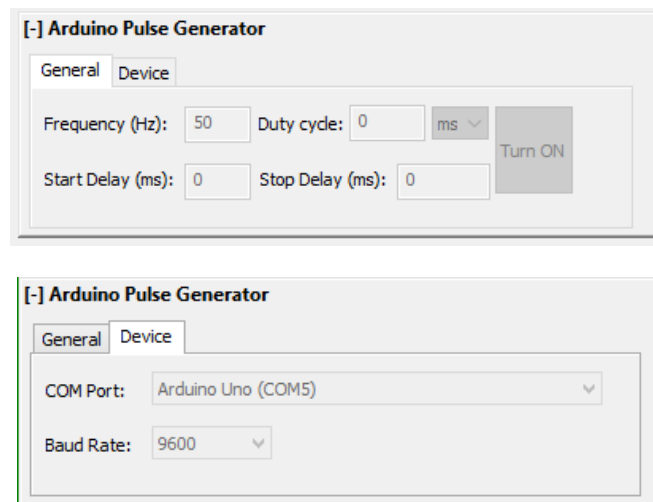 [-] Arduino Pulse Generator
General Device
Frequency (Hz): 50 Duty cycle: 0 ms
Turn ON
Start Delay (ms): 0 Stop Delay (ms): 0
[-] Arduino Pulse Generator
General Device
COM Port: Arduino Uno (COM5)
Baud Rate: 9600